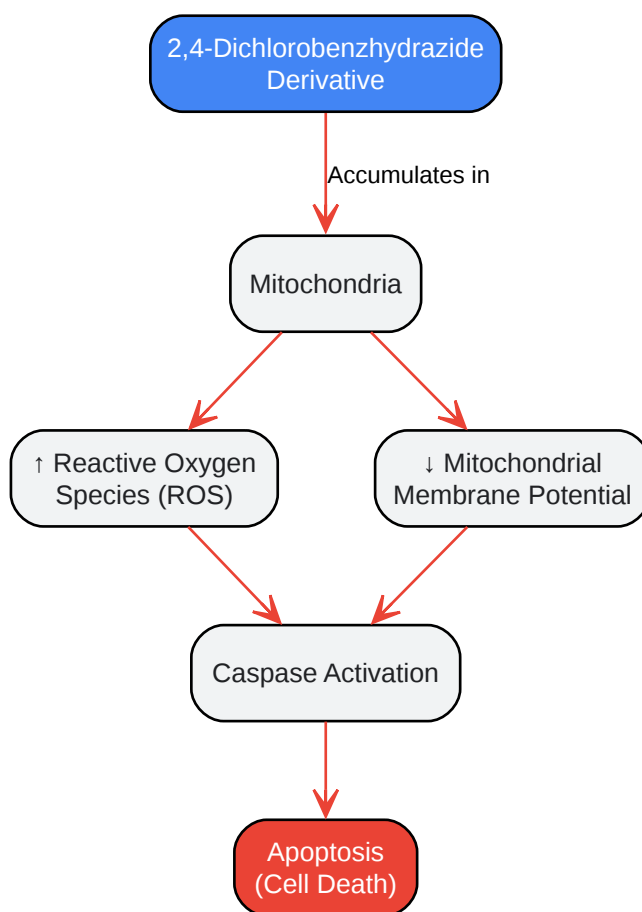 2,4-Dichlorobenzhydrazide
Derivative
Accumulates in
Mitochondria
↑ Reactive Oxygen
Species (ROS)
↓ Mitochondrial
Membrane Potential
Caspase Activation
Apoptosis
(Cell Death)